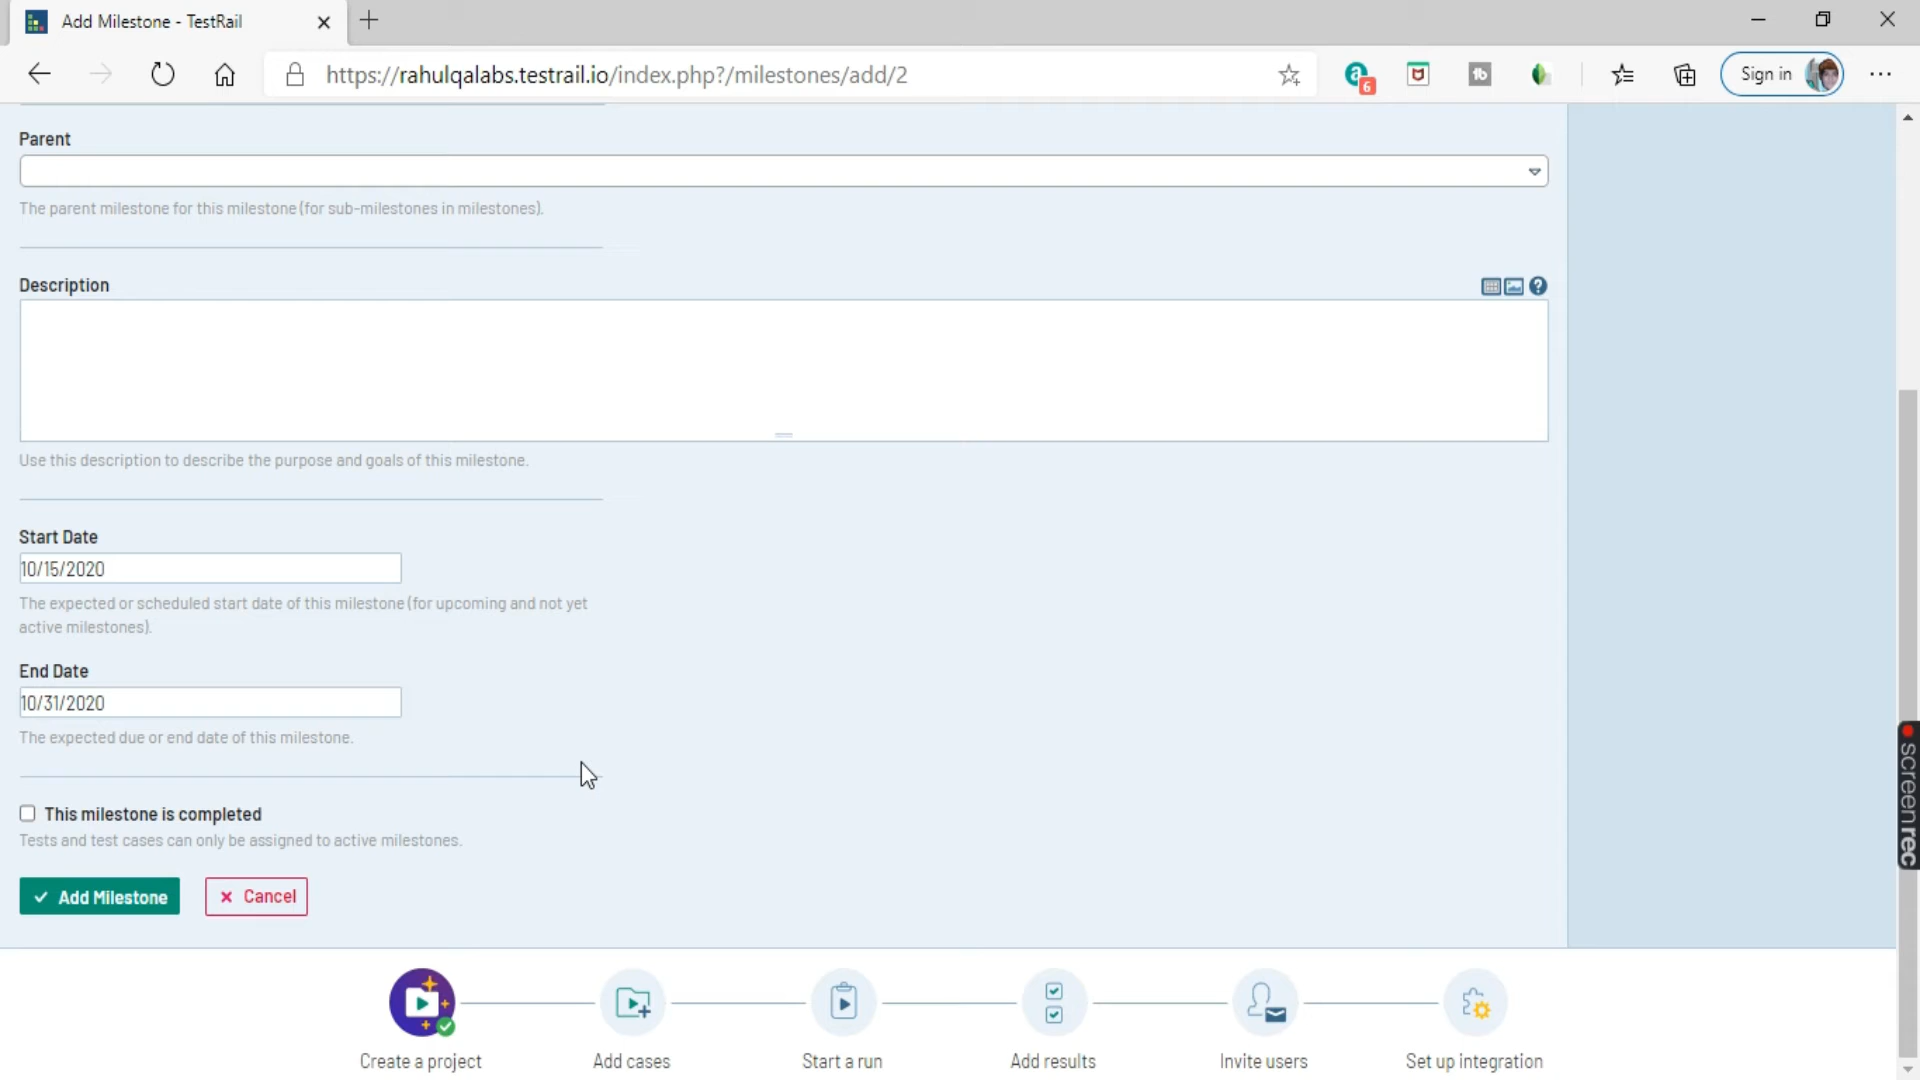 Add Milestone - TestRail
https://rahulqalabs.testrail.io/index.php?/milestones/add/2
6
Sign in
Parent
The parent milestone for this milestone (for sub-milestones in milestones).
Description
Use this description to describe the purpose and goals of this milestone.
Start Date
10/15/2020
The expected or scheduled start date of this milestone (for upcoming and not yet
active milestones).
End Date
10/31/2020
The expected due or end date of this milestone.
This milestone is completed
Tests and test cases can only be assigned to active milestones.
Add Milestone
Cancel
screenrec
Create a project
Add cases
Start a run
Add results
Invite users
Set up integration